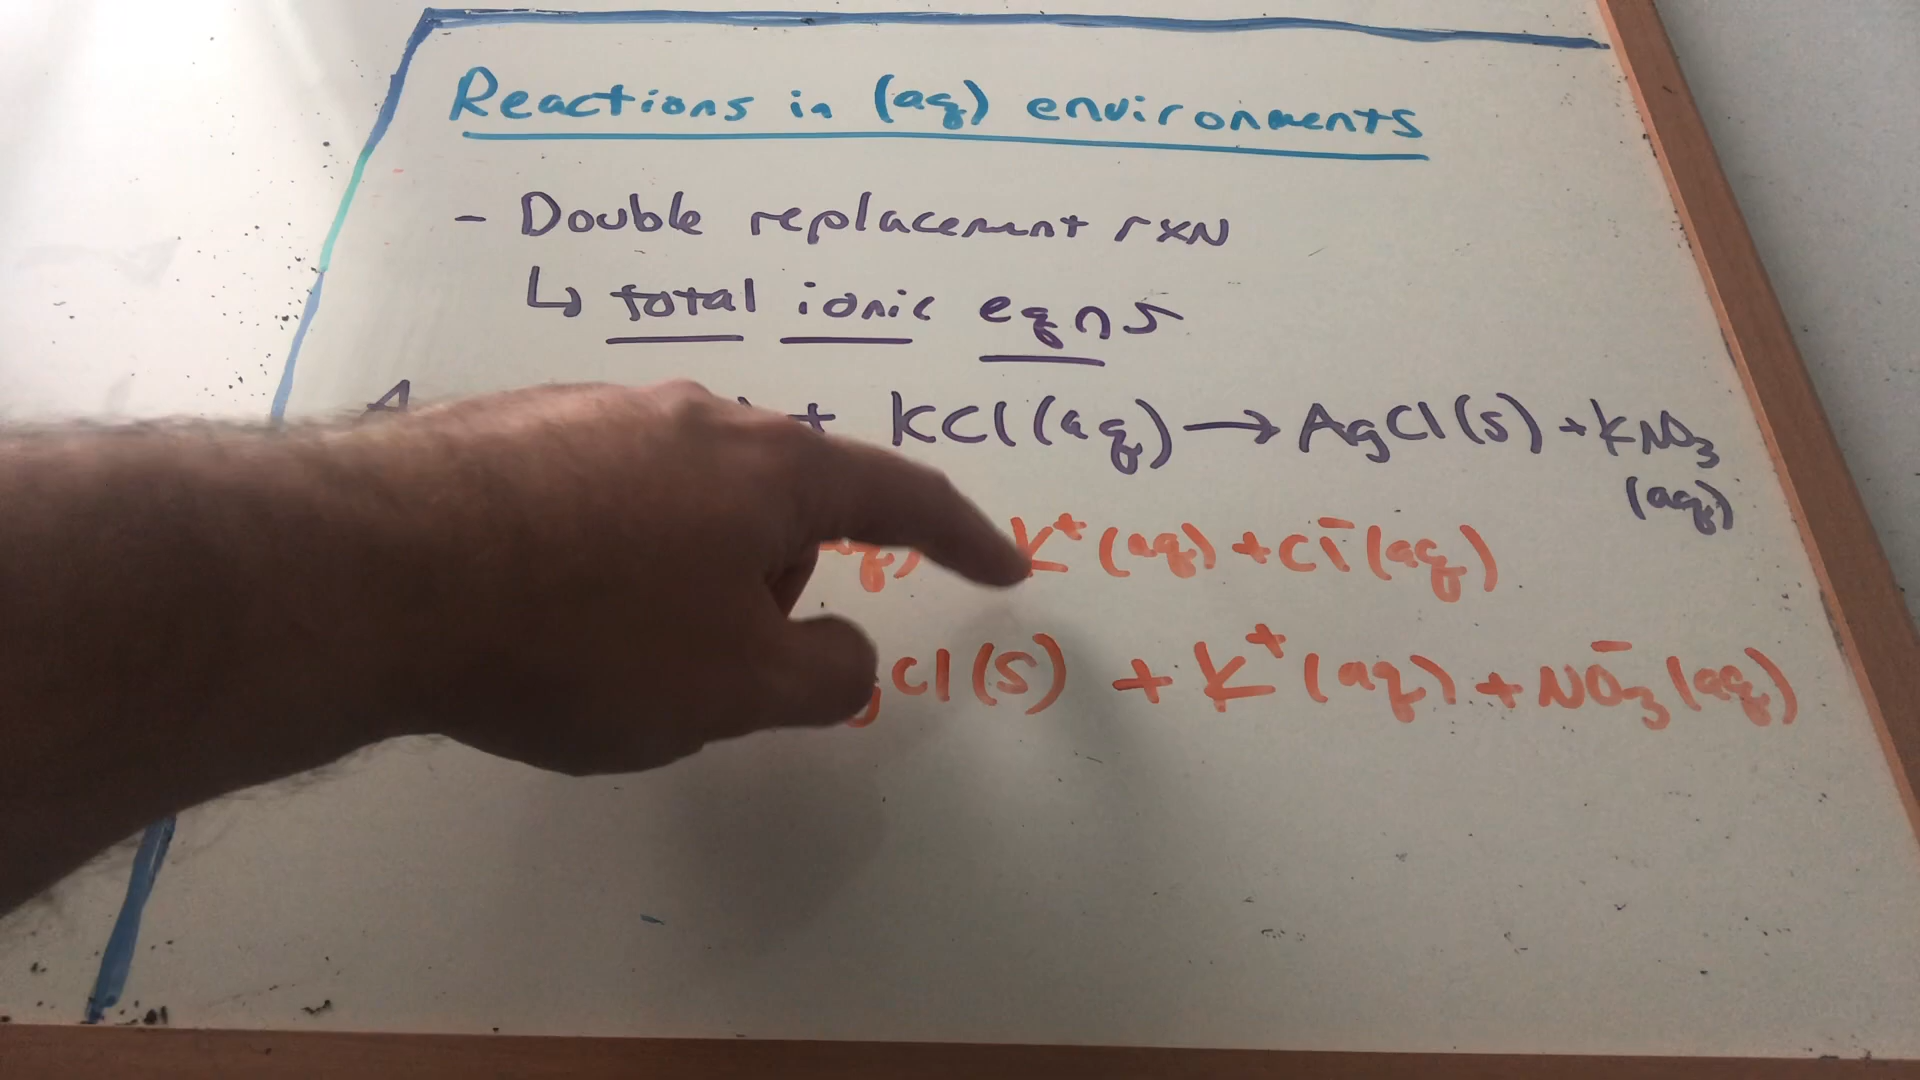 Reactions in (aq) environments
- Double replacement rxN
↳ total ionic eqns
+ KCl(aq) → AgCl(s) + KNO₃
(aq)
K⁺(aq) + Cl⁻(aq)
Cl(s) + K⁺(aq) + NO₃⁻(aq)